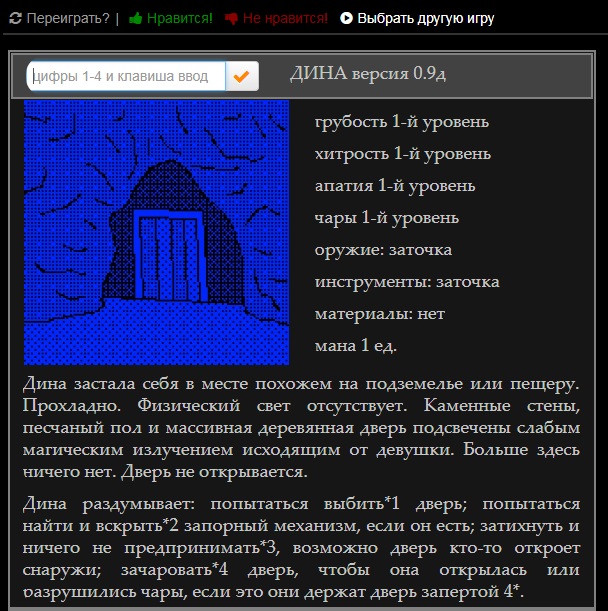 Переиграть? | Нравится! Не нравится! Выбрать другую игру
цифры 1-4 и клавиша ввод
ДИНА версия 0.9д
грубость 1-й уровень
хитрость 1-й уровень
апатия 1-й уровень
чары 1-й уровень
оружие: заточка
инструменты: заточка
материалы: нет
мана 1 ед.
Дина застала себя в месте похожем на подземелье или пещеру.
Прохладно. Физический свет отсутствует. Каменные стены,
песчаный пол и массивная деревянная дверь подсвечены слабым
магическим излучением исходящим от девушки. Больше здесь
ничего нет. Дверь не открывается.
Дина раздумывает: попытаться выбить*1 дверь; попытаться
найти и вскрыть*2 запорный механизм, если он есть; затихнуть и
ничего не предпринимать*3, возможно дверь кто-то откроет
снаружи; зачаровать*4 дверь, чтобы она открылась или
разрушились чары, если это они держат дверь запертой 4*.